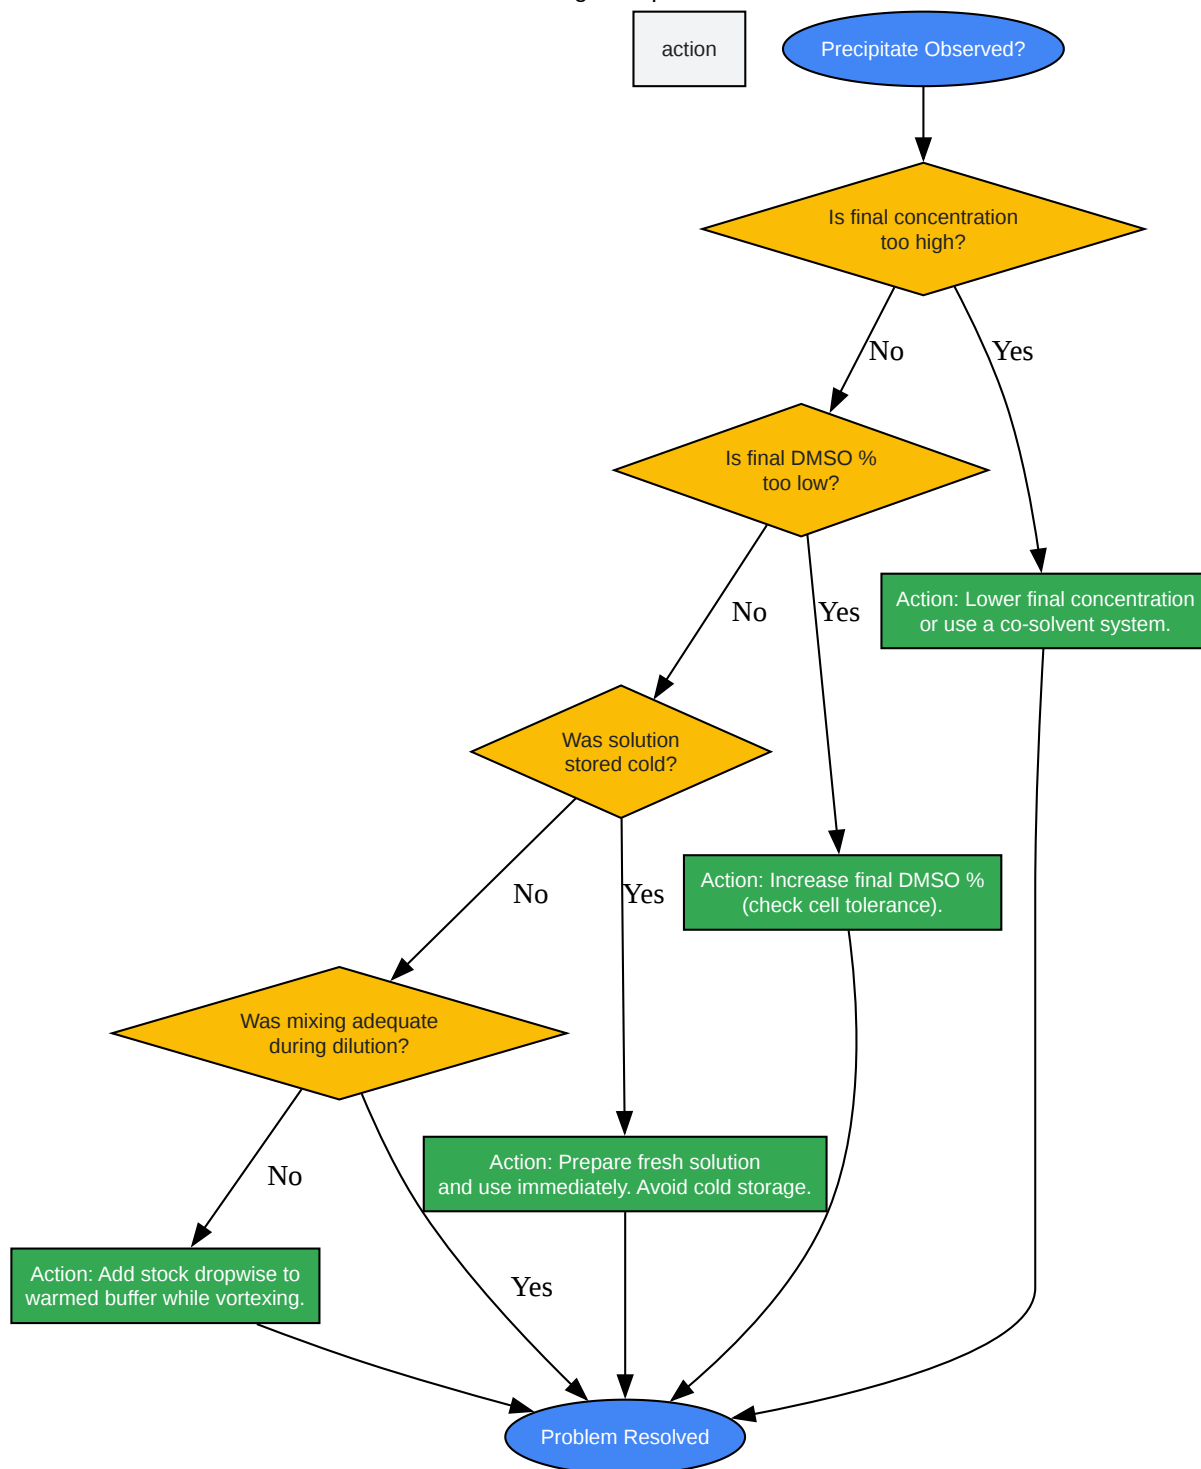 action
Precipitate Observed?
Is final concentration
too high?
No
Yes
Is final DMSO %
too low?
No
Yes
Action: Lower final concentration
or use a co-solvent system.
Was solution
stored cold?
No
Yes
Action: Increase final DMSO %
(check cell tolerance).
Was mixing adequate
during dilution?
No
Action: Prepare fresh solution
and use immediately. Avoid cold storage.
Yes
Action: Add stock dropwise to
warmed buffer while vortexing.
Problem Resolved